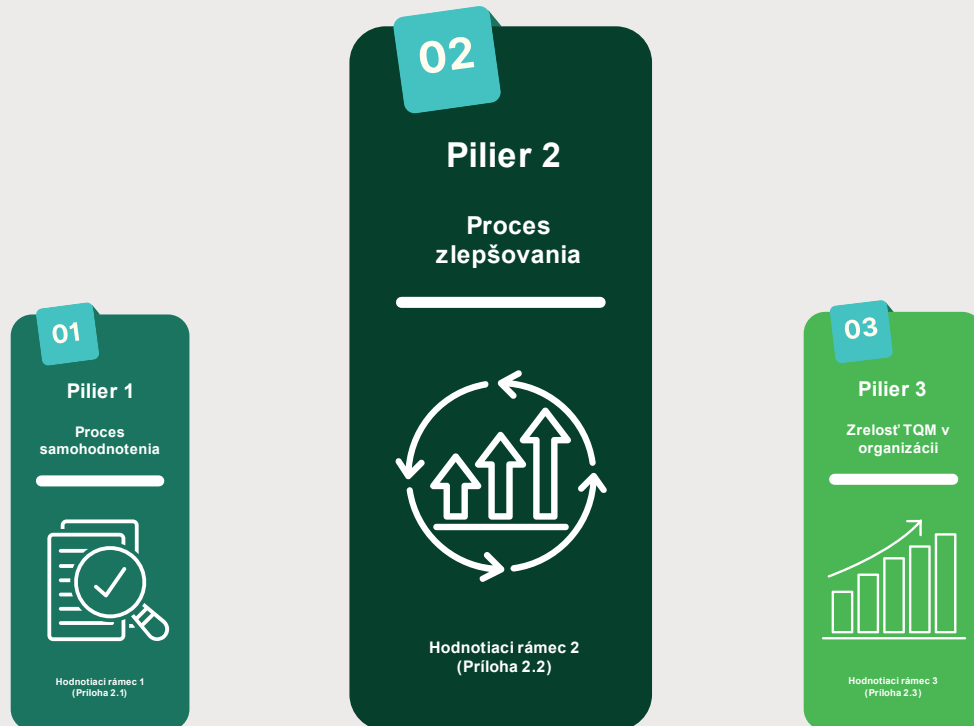 01
Pilier 1
Proces
samohodnotenia
Hodnotiaci rámec 1
(Príloha 2.1)
02
Pilier 2
Proces
zlepšovania
Hodnotiaci rámec 2
(Príloha 2.2)
03
Pilier 3
Zrelosť TQM v
organizácii
Hodnotiaci rámec 3
(Príloha 2.3)